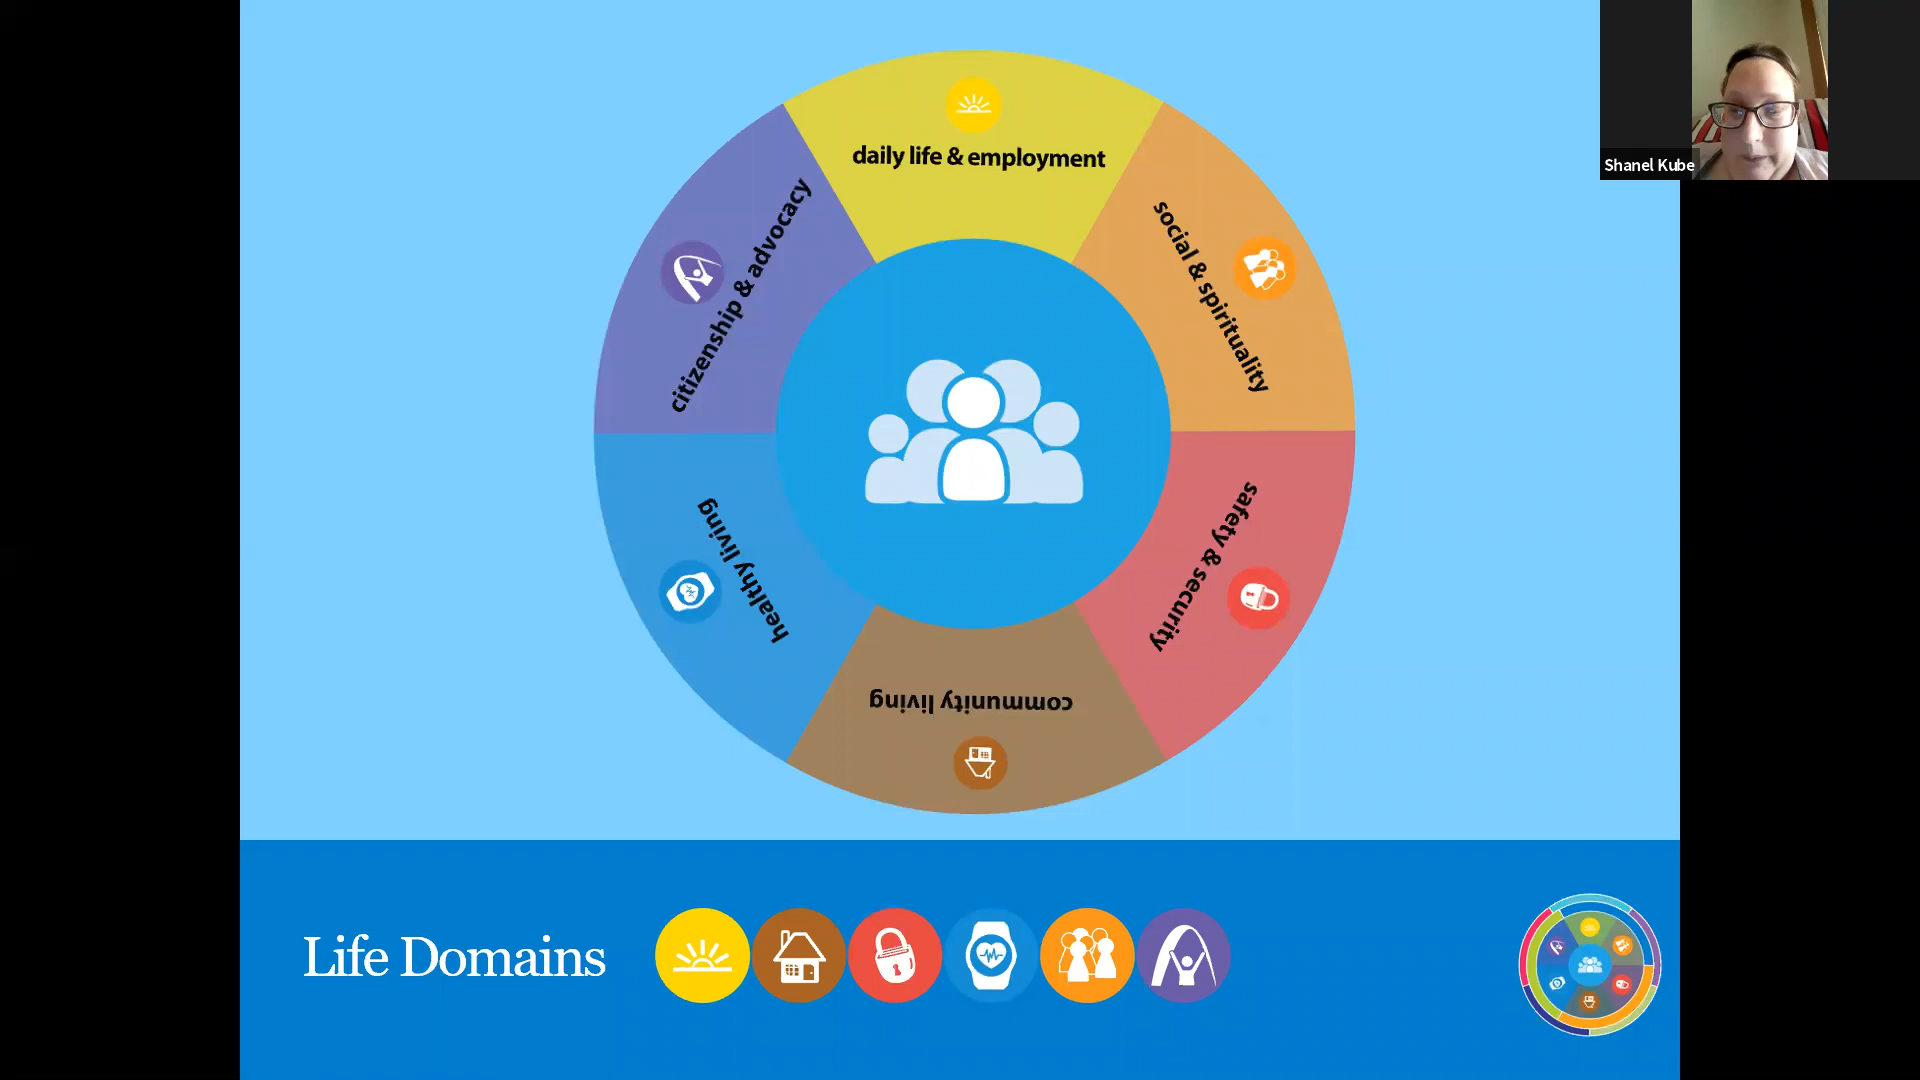 daily life & employment
social & spirituality
safety & security
community living
healthy living
citizenship & advocacy
Shanel Kube
Life Domains